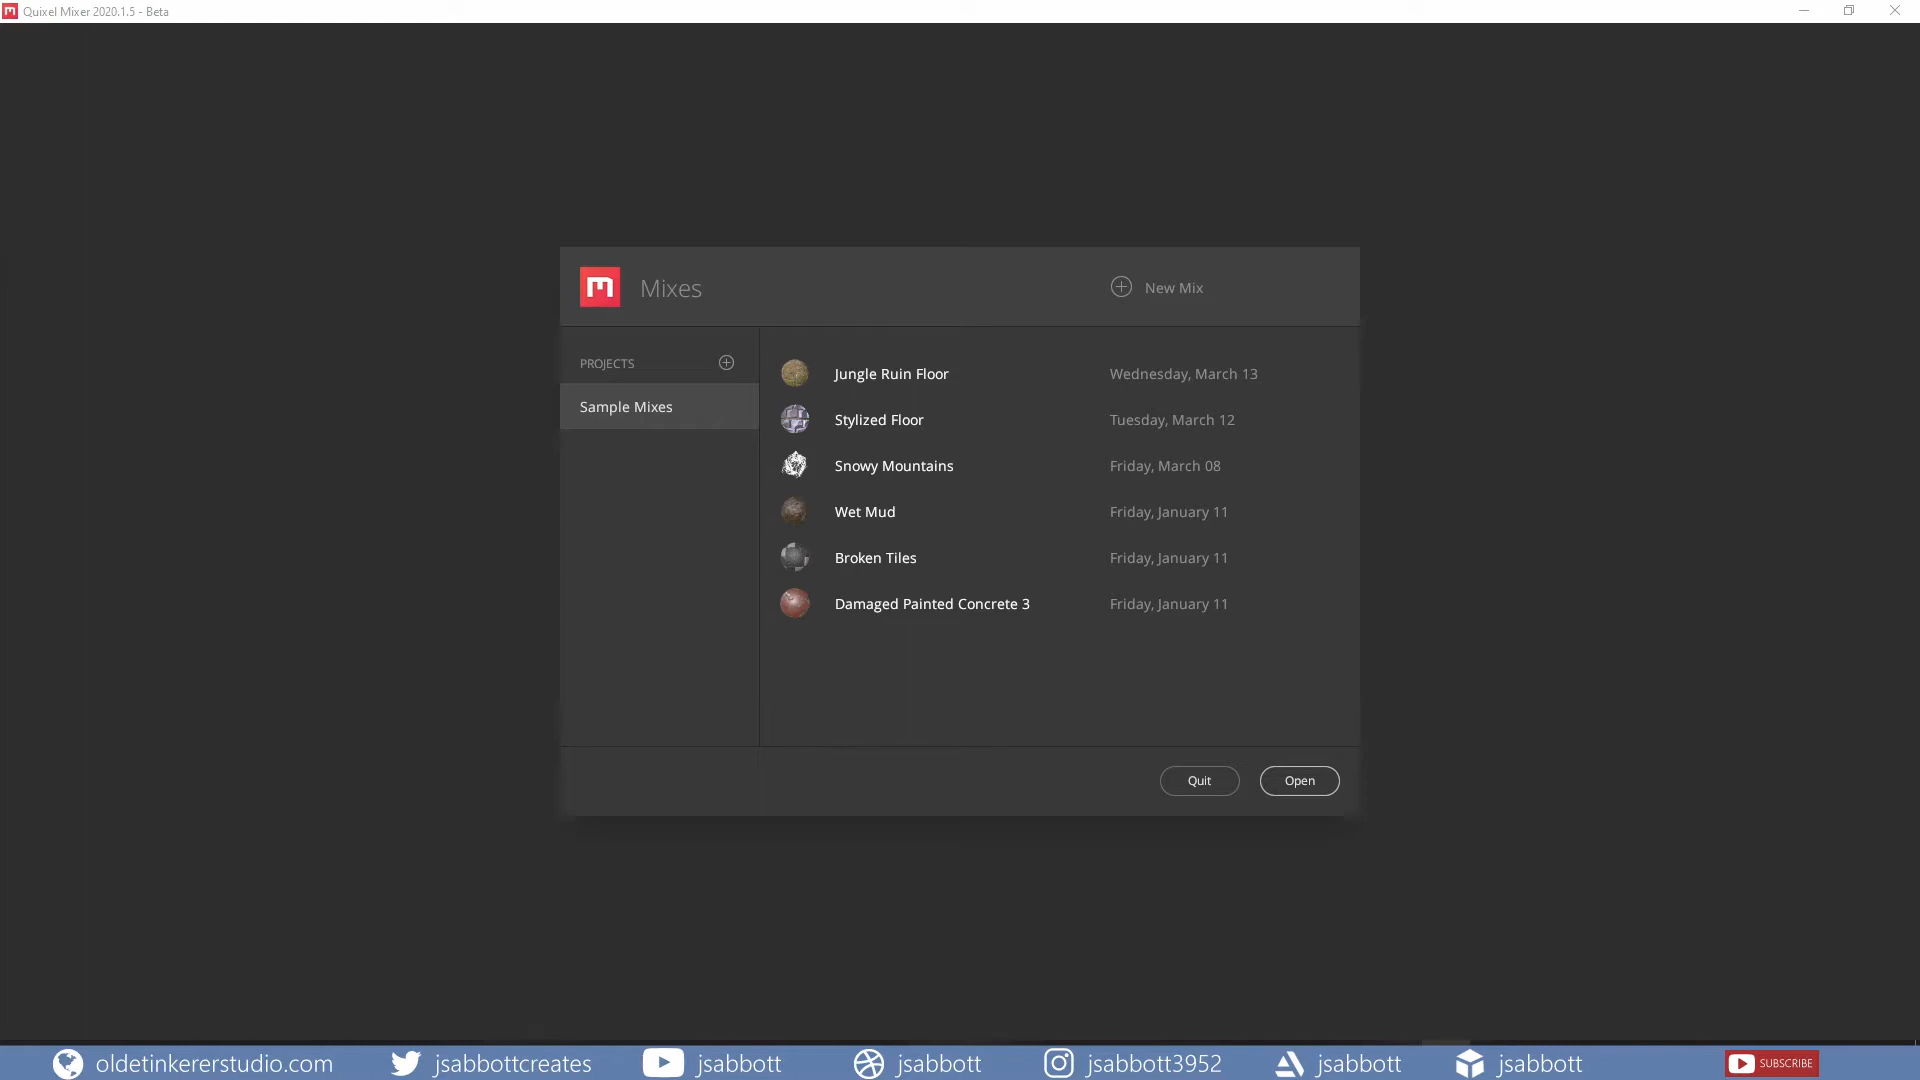 Quixel Mixer 2020.1.5 - Beta
Mixes
New Mix
PROJECTS
Sample Mixes
Jungle Ruin Floor Wednesday, March 13
Stylized Floor Tuesday, March 12
Snowy Mountains Friday, March 08
Wet Mud Friday, January 11
Broken Tiles Friday, January 11
Damaged Painted Concrete 3 Friday, January 11
Quit Open
oldetinkererstudio.com jsabbottcreates jsabbott jsabbott jsabbott3952 jsabbott jsabbott SUBSCRIBE